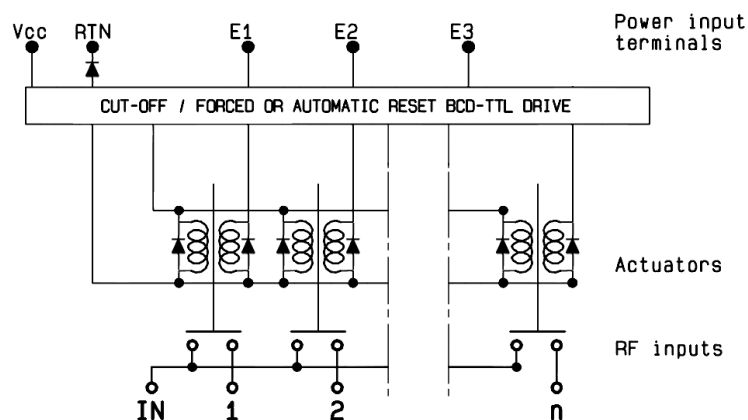 Vcc RTN E1 E2 E3
Power input
terminals
CUT-OFF / FORCED OR AUTOMATIC RESET BCD-TTL DRIVE
Actuators
RF inputs
IN 1 2 n